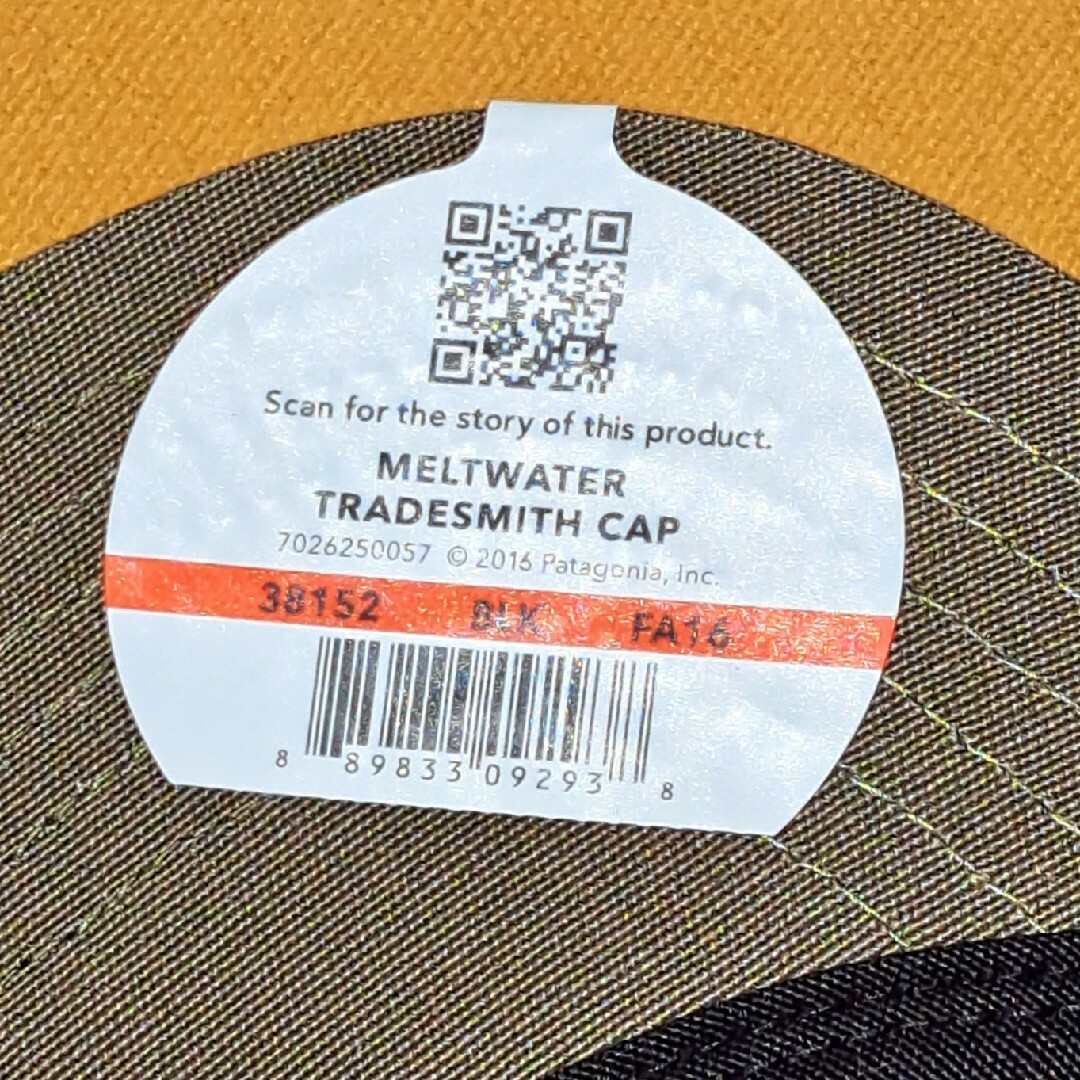 Scan for the story of this product.
MELTWATER
TRADESMITH CAP
7026250057 © 2016 Patagonia, Inc.
38152 BLK FA16
8 89833 09293 8